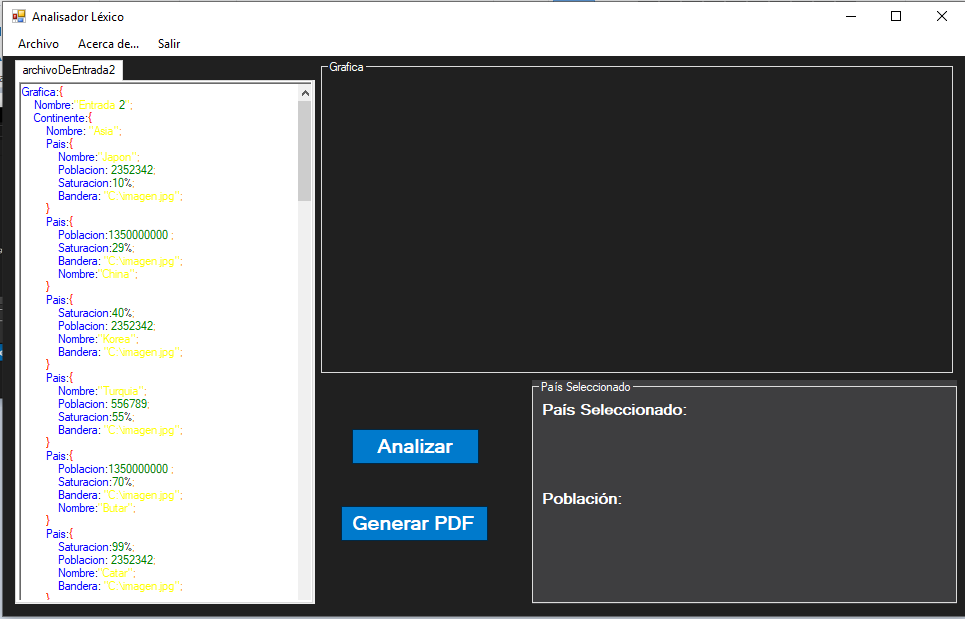 Analisador Léxico
Archivo Acerca de... Salir
archivoDeEntrada2
Grafica:{
Nombre:"Entrada 2";
Continente:{
Nombre: "Asia";
Pais:{
Nombre:"Japon";
Poblacion: 2352342;
Saturacion:10%;
Bandera: "C:\imagen.jpg";
}
Pais:{
Poblacion:1350000000 ;
Saturacion:29%;
Bandera: "C:\imagen.jpg";
Nombre:"China";
}
Pais:{
Saturacion:40%;
Poblacion: 2352342;
Nombre:"Korea";
Bandera: "C:\imagen.jpg";
}
Pais:{
Nombre:"Turquia";
Poblacion: 556789;
Saturacion:55%;
Bandera: "C:\imagen.jpg";
}
Pais:{
Poblacion:1350000000 ;
Saturacion:70%;
Bandera: "C:\imagen.jpg";
Nombre:"Butan";
}
Pais:{
Saturacion:99%;
Poblacion: 2352342;
Nombre:"Catar";
Bandera: "C:\imagen.jpg";
}
Grafica
Analizar
Generar PDF
País Seleccionado
País Seleccionado:
Población: